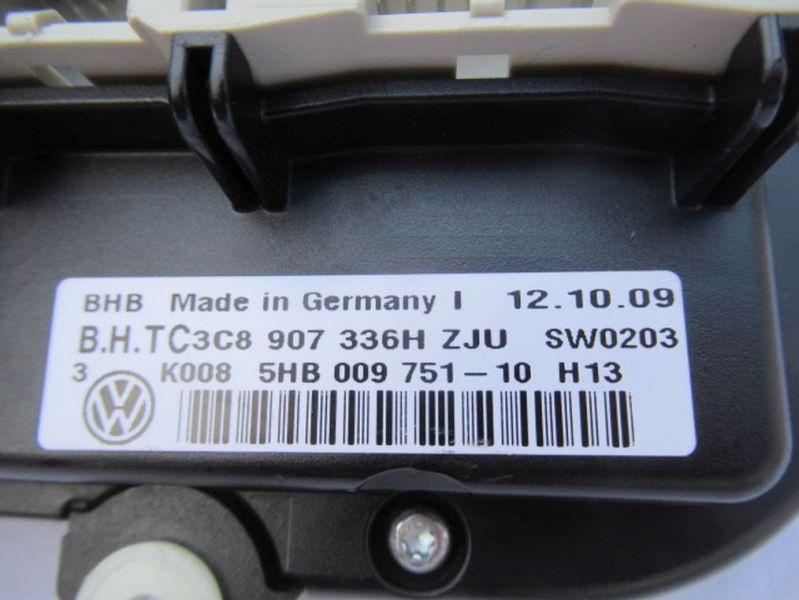 BHB Made in Germany I 12.10.09
B.H.TC3C8 907 336H ZJU SW0203
3 K008 5HB 009 751-10 H13